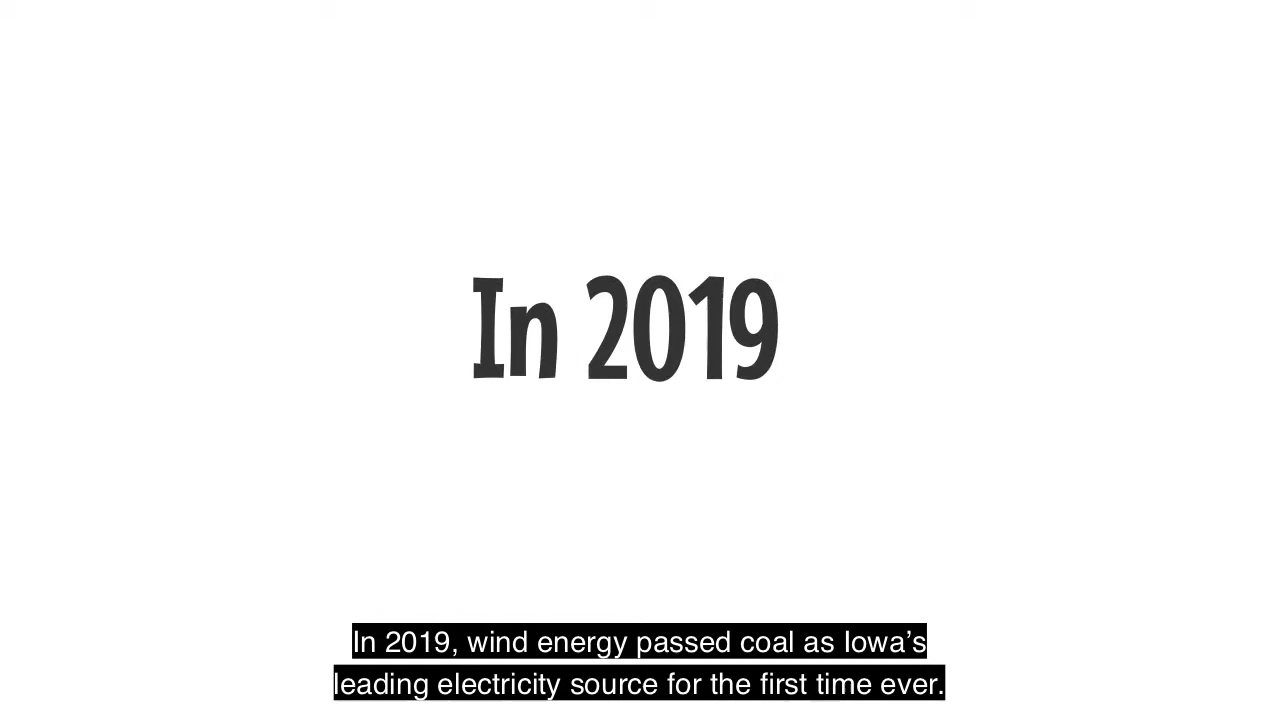 In 2019
In 2019, wind energy passed coal as Iowa’s
leading electricity source for the first time ever.